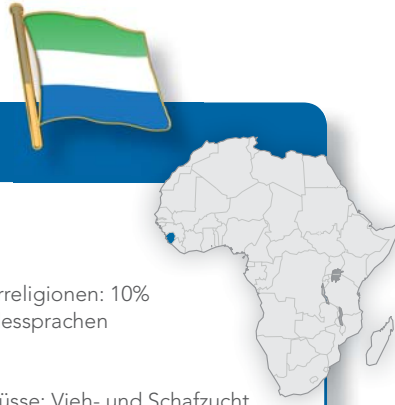 rreligionen: 10%
essprachen
üsse; Vieh- und Schafzucht